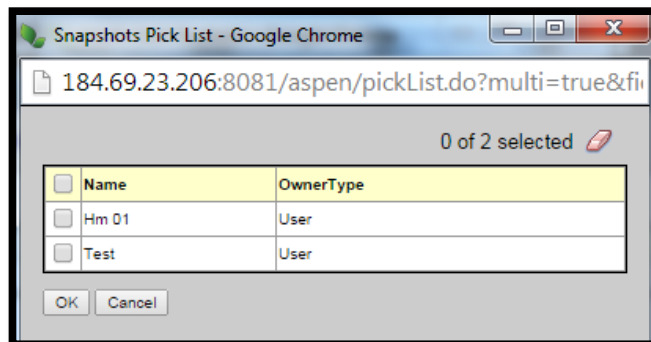 Snapshots Pick List - Google Chrome
184.69.23.206:8081/aspen/pickList.do?multi=true&fi
0 of 2 selected
Name OwnerType
Hm 01 User
Test User
OK Cancel